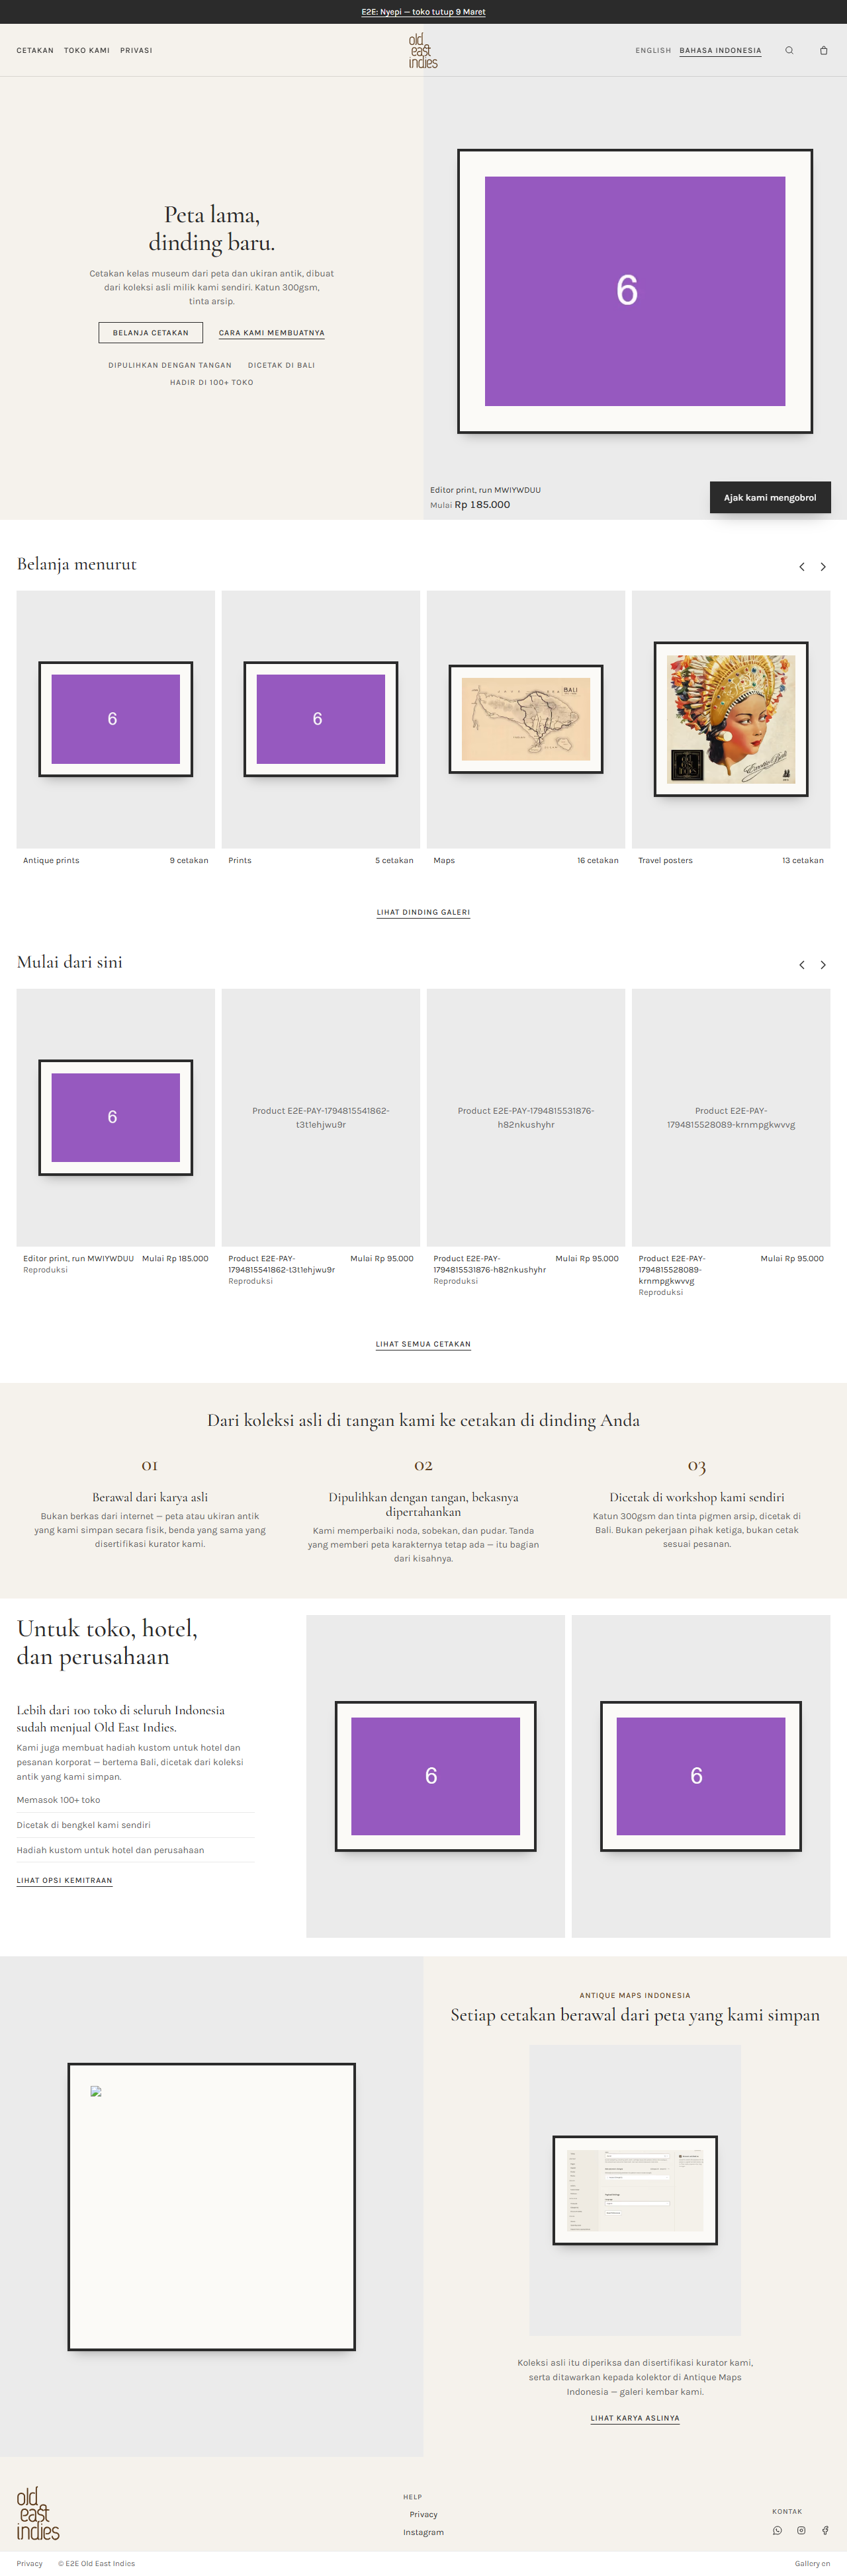 E2E: Nyepi — toko tutup 9 Maret
CETAKAN TOKO KAMI PRIVASI
old
east
indies
ENGLISH BAHASA INDONESIA
Peta lama,
dinding baru.
Cetakan kelas museum dari peta dan ukiran antik, dibuat
dari koleksi asli milik kami sendiri. Katun 300gsm,
tinta arsip.
BELANJA CETAKAN CARA KAMI MEMBUATNYA
DIPULIHKAN DENGAN TANGAN DICETAK DI BALI
HADIR DI 100+ TOKO
6
Editor print, run MWIYWDUU
Mulai Rp 185.000
Ajak kami mengobrol
Belanja menurut
6
6
BALI
Antique prints 9 cetakan
Prints 5 cetakan
Maps 16 cetakan
Travel posters 13 cetakan
LIHAT DINDING GALERI
Mulai dari sini
6
Product E2E-PAY-1794815541862-
t3t1ehjwu9r
Product E2E-PAY-1794815531876-
h82nkushyhr
Product E2E-PAY-
1794815528089-krnmpgkwvvg
Editor print, run MWIYWDUU Mulai Rp 185.000
Reproduksi
Product E2E-PAY- Mulai Rp 95.000
1794815541862-t3t1ehjwu9r
Reproduksi
Product E2E-PAY- Mulai Rp 95.000
1794815531876-h82nkushyhr
Reproduksi
Product E2E-PAY- Mulai Rp 95.000
1794815528089-
krnmpgkwvvg
Reproduksi
LIHAT SEMUA CETAKAN
Dari koleksi asli di tangan kami ke cetakan di dinding Anda
01
Berawal dari karya asli
Bukan berkas dari internet — peta atau ukiran antik
yang kami simpan secara fisik, benda yang sama yang
disertifikasi kurator kami.
02
Dipulihkan dengan tangan, bekasnya
dipertahankan
Kami memperbaiki noda, sobekan, dan pudar. Tanda
yang memberi peta karakternya tetap ada — itu bagian
dari kisahnya.
03
Dicetak di workshop kami sendiri
Katun 300gsm dan tinta pigmen arsip, dicetak di
Bali. Bukan pekerjaan pihak ketiga, bukan cetak
sesuai pesanan.
Untuk toko, hotel,
dan perusahaan
Lebih dari 100 toko di seluruh Indonesia
sudah menjual Old East Indies.
Kami juga membuat hadiah kustom untuk hotel dan
pesanan korporat — bertema Bali, dicetak dari koleksi
antik yang kami simpan.
Memasok 100+ toko
Dicetak di bengkel kami sendiri
Hadiah kustom untuk hotel dan perusahaan
LIHAT OPSI KEMITRAAN
6
6
ANTIQUE MAPS INDONESIA
Setiap cetakan berawal dari peta yang kami simpan
Koleksi asli itu diperiksa dan disertifikasi kurator kami,
serta ditawarkan kepada kolektor di Antique Maps
Indonesia — galeri kembar kami.
LIHAT KARYA ASLINYA
old
east
indies
HELP
Privacy
Instagram
KONTAK
Privacy © E2E Old East Indies
Gallery en